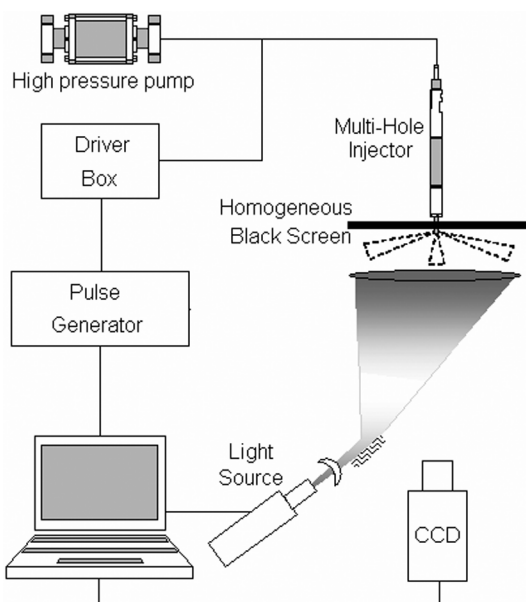 High pressure pump
Multi-Hole
Injector
Driver
Box
Homogeneous
Black Screen
Pulse
Generator
Light
Source
CCD